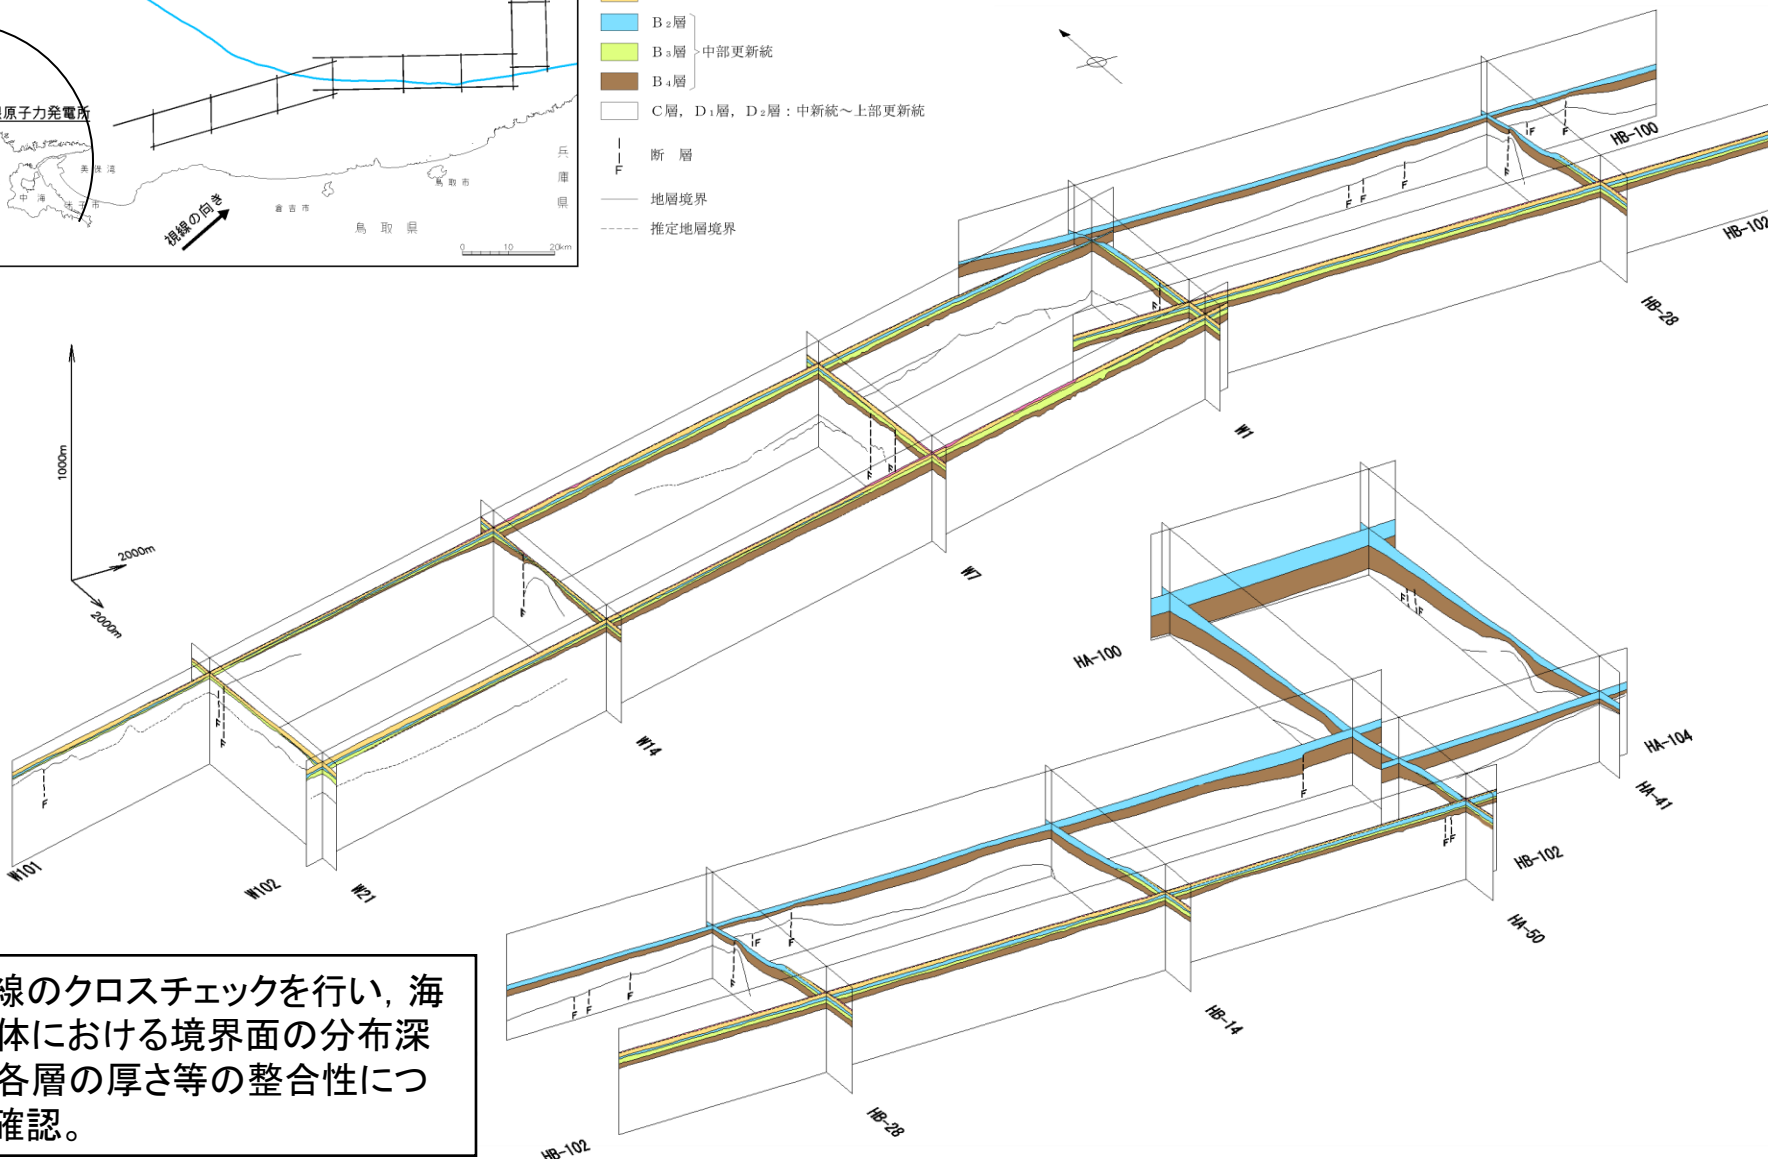 原子力発電所
美保湾
中海
米子市
倉吉市
鳥取市
鳥取県
兵庫県
視線の向き
0 10 20km
B₂層
B₃層
中部更新統
B₄層
C層, D₁層, D₂層:中新統～上部更新統
F
断 層
地層境界
推定地層境界
1000m
2000m
2000m
HB-100
HB-102
HB-28
W1
W7
W14
W101
W102
W21
F
F
F
F
F
F
F
F
F
F
F
F
F
HA-100
HA-104
HA-41
HB-102
HA-50
HB-14
HB-28
HB-102
F
F
F
F
F
F
F
F
F
F
F
線のクロスチェックを行い, 海
体における境界面の分布深
各層の厚さ等の整合性につ
確認。